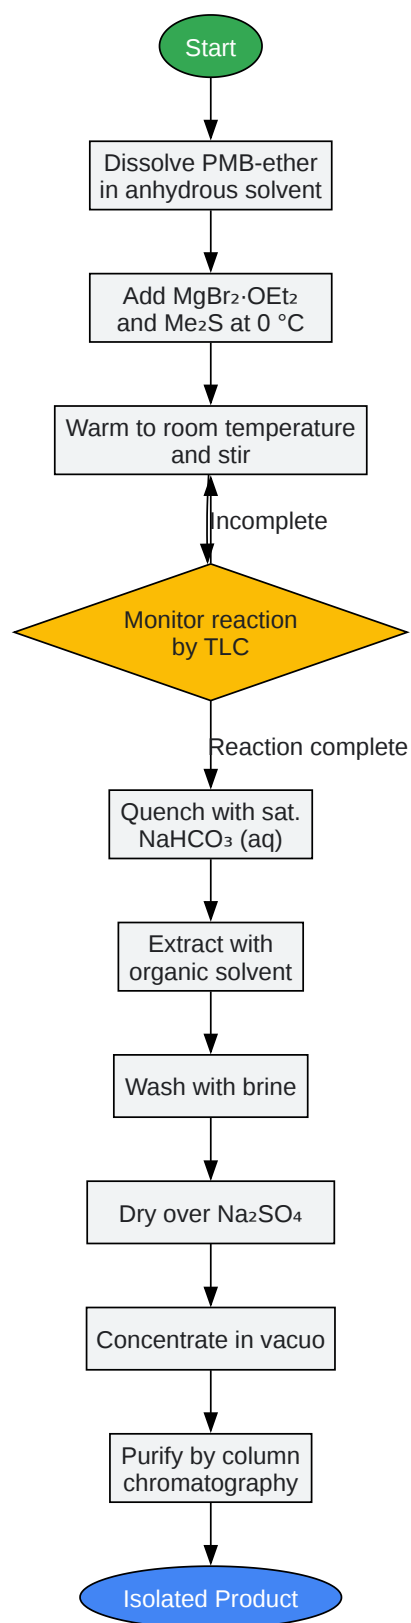 Start
Dissolve PMB-ether
in anhydrous solvent
Add MgBr₂·OEt₂
and Me₂S at 0 °C
Warm to room temperature
and stir
Incomplete
Monitor reaction
by TLC
Reaction complete
Quench with sat.
NaHCO₃ (aq)
Extract with
organic solvent
Wash with brine
Dry over Na₂SO₄
Concentrate in vacuo
Purify by column
chromatography
Isolated Product